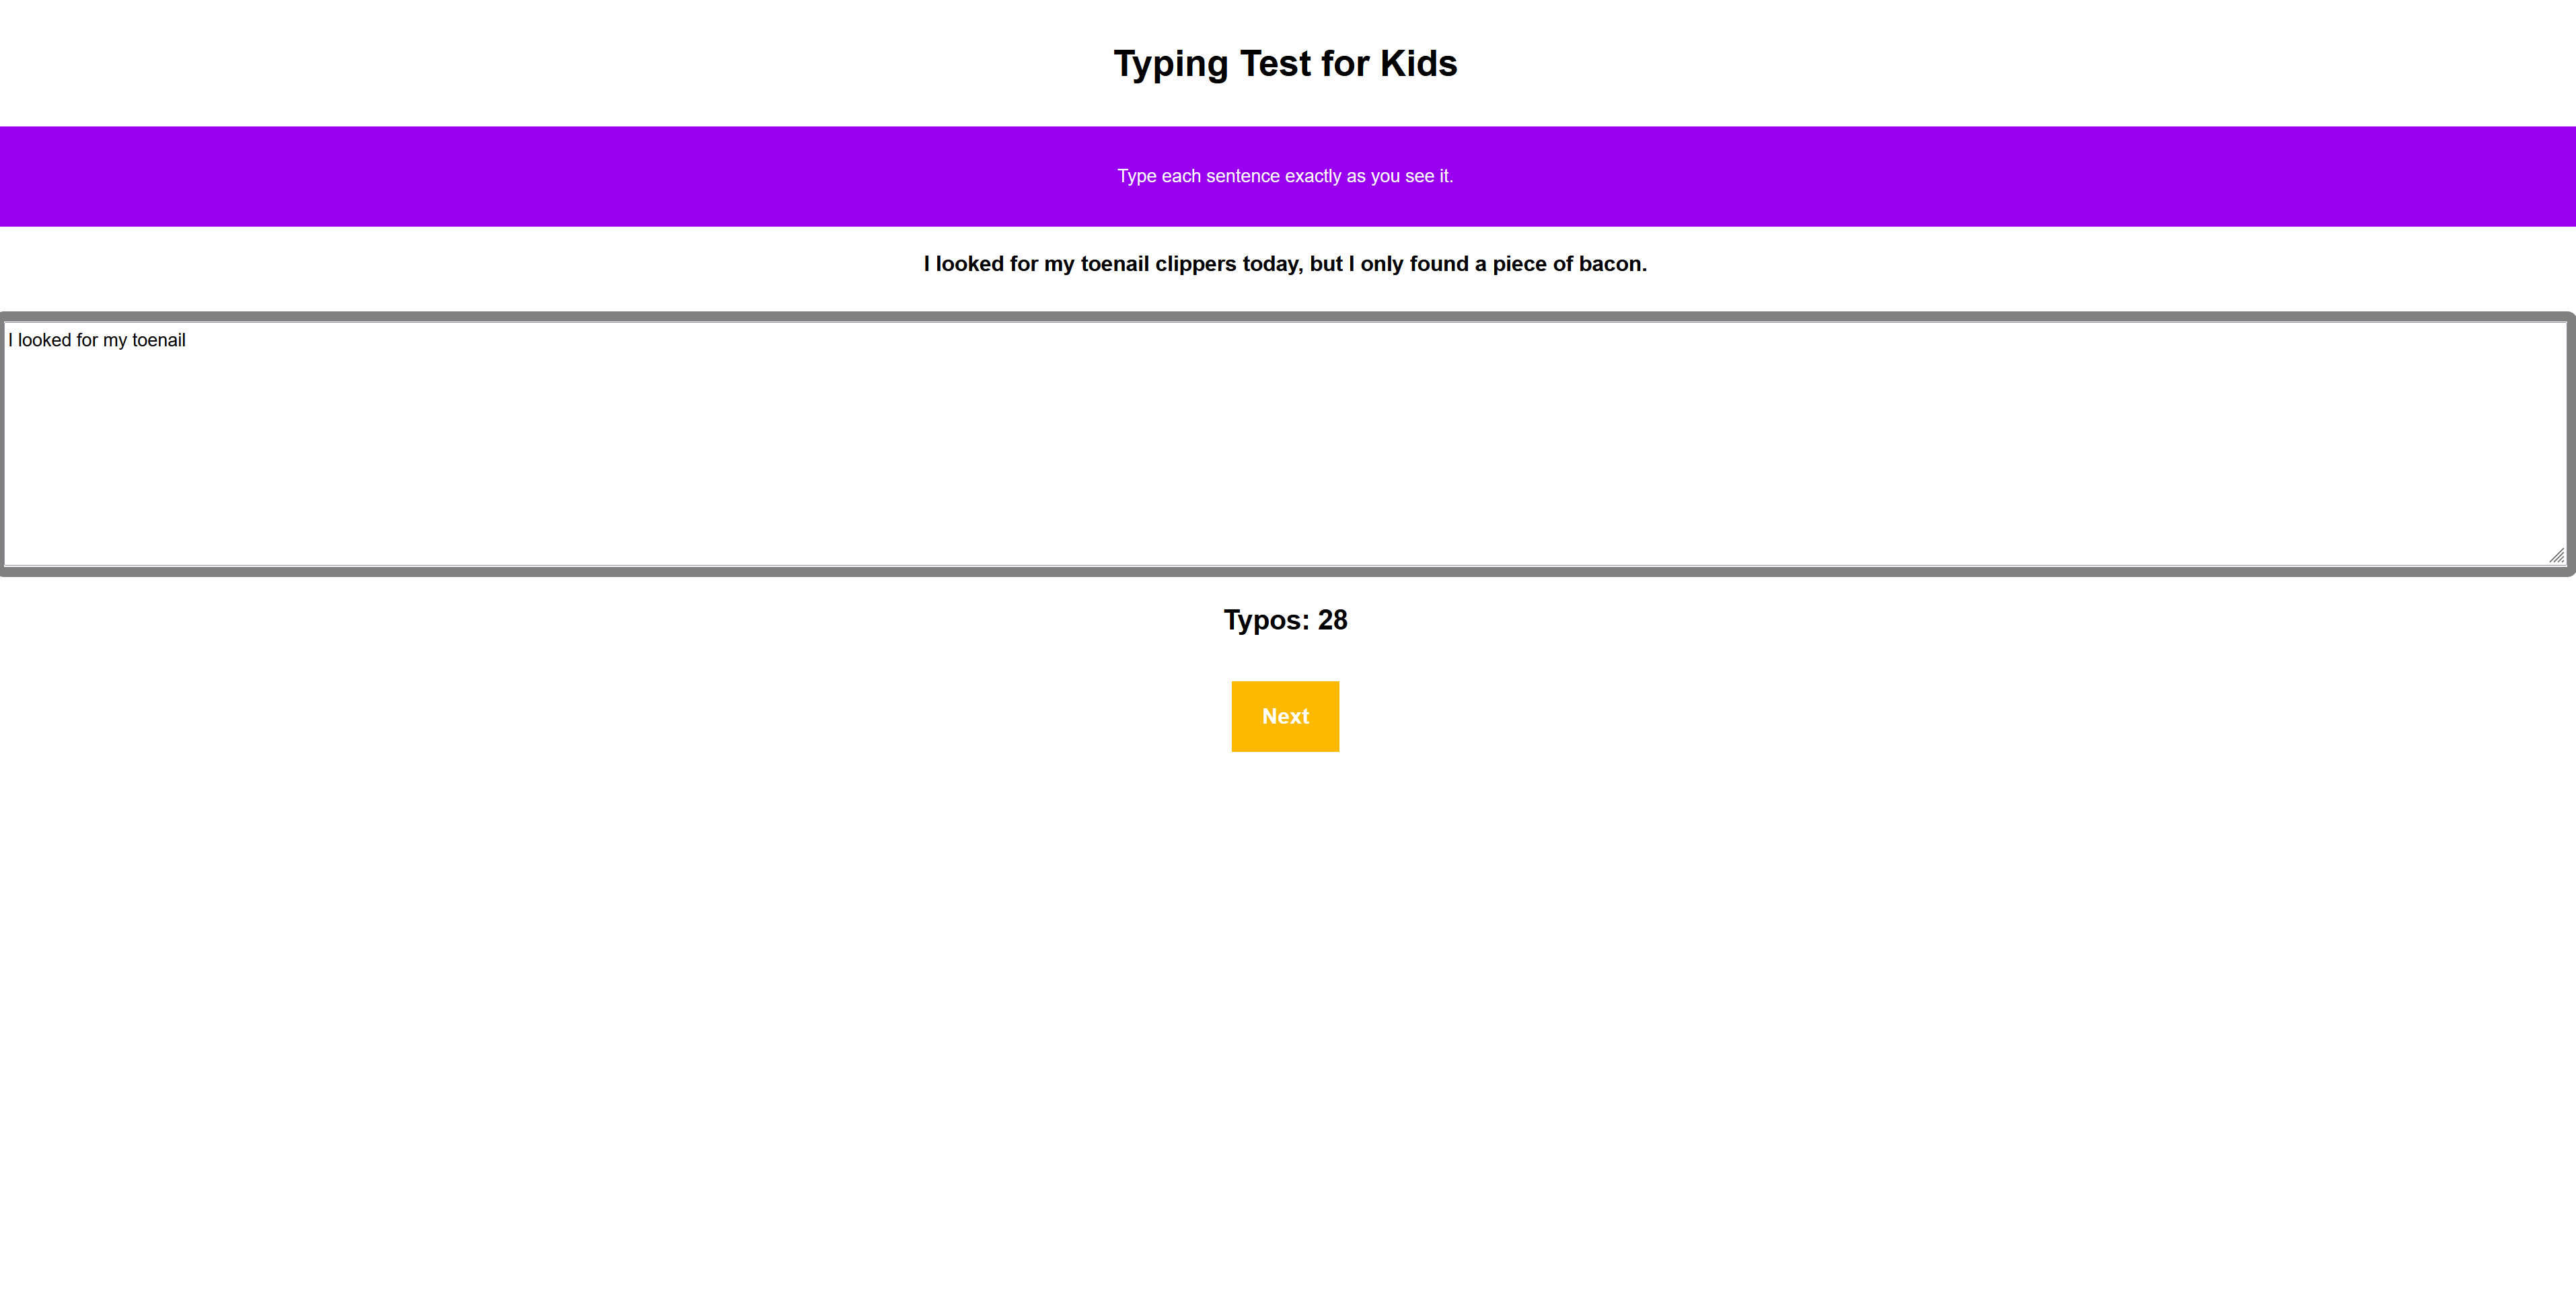 Typing Test for Kids
Type each sentence exactly as you see it.
I looked for my toenail clippers today, but I only found a piece of bacon.
I looked for my toenail
Typos: 28
Next